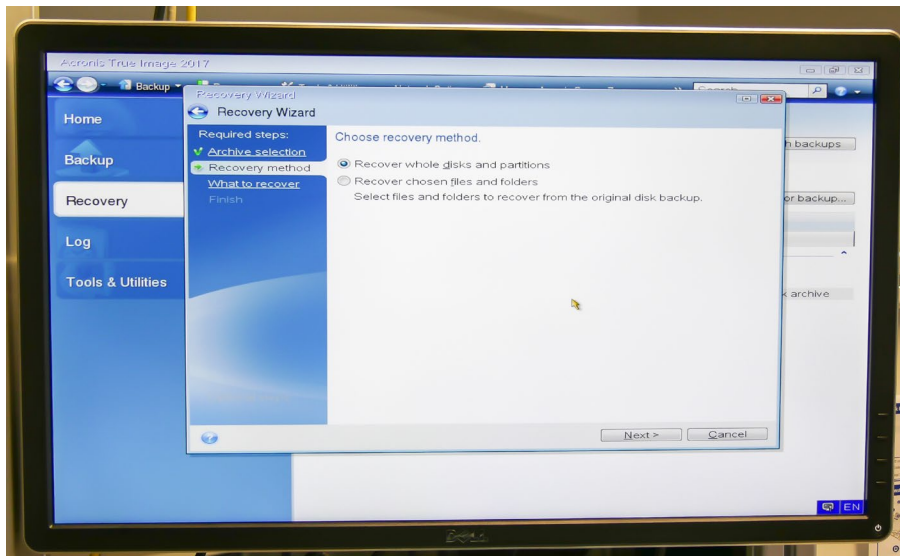 Acronis True Image 2017
Backup
Search
Recovery Wizard
Recovery Wizard
Home
Backup
Recovery
Log
Tools & Utilities
Required steps:
Archive selection
Recovery method
What to recover
Finish
Choose recovery method.
Recover whole disks and partitions
Recover chosen files and folders
Select files and folders to recover from the original disk backup.
backups
or backup...
archive
Next >
Cancel
EN
DELL